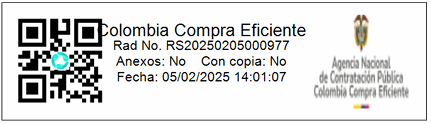 Colombia Compra Eficiente
Rad No. RS20250205000977
Anexos: No Con copia: No
Fecha: 05/02/2025 14:01:07
Agencia Nacional
de Contratación Pública
Colombia Compra Eficiente